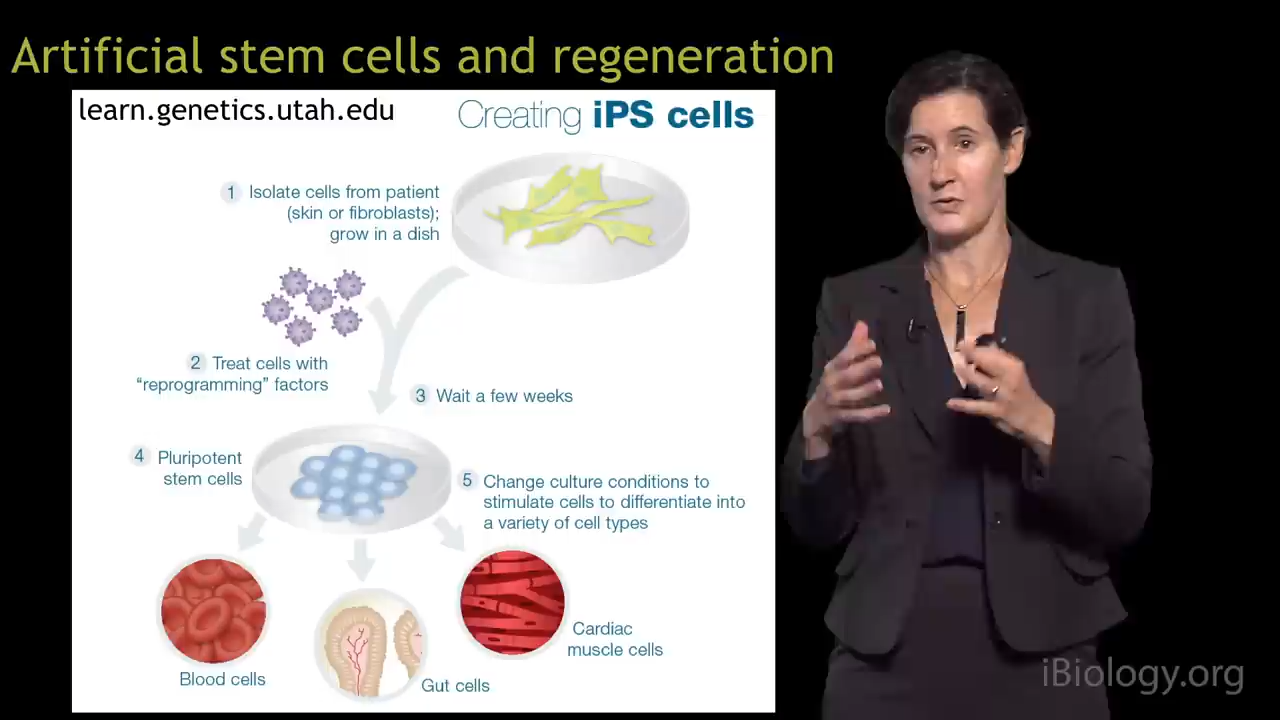 Artificial stem cells and regeneration
learn.genetics.utah.edu
Creating iPS cells
1 Isolate cells from patient
(skin or fibroblasts);
grow in a dish
2 Treat cells with
“reprogramming” factors
3 Wait a few weeks
4 Pluripotent
stem cells
5 Change culture conditions to
stimulate cells to differentiate into
a variety of cell types
Blood cells
Gut cells
Cardiac
muscle cells
iBiology.org